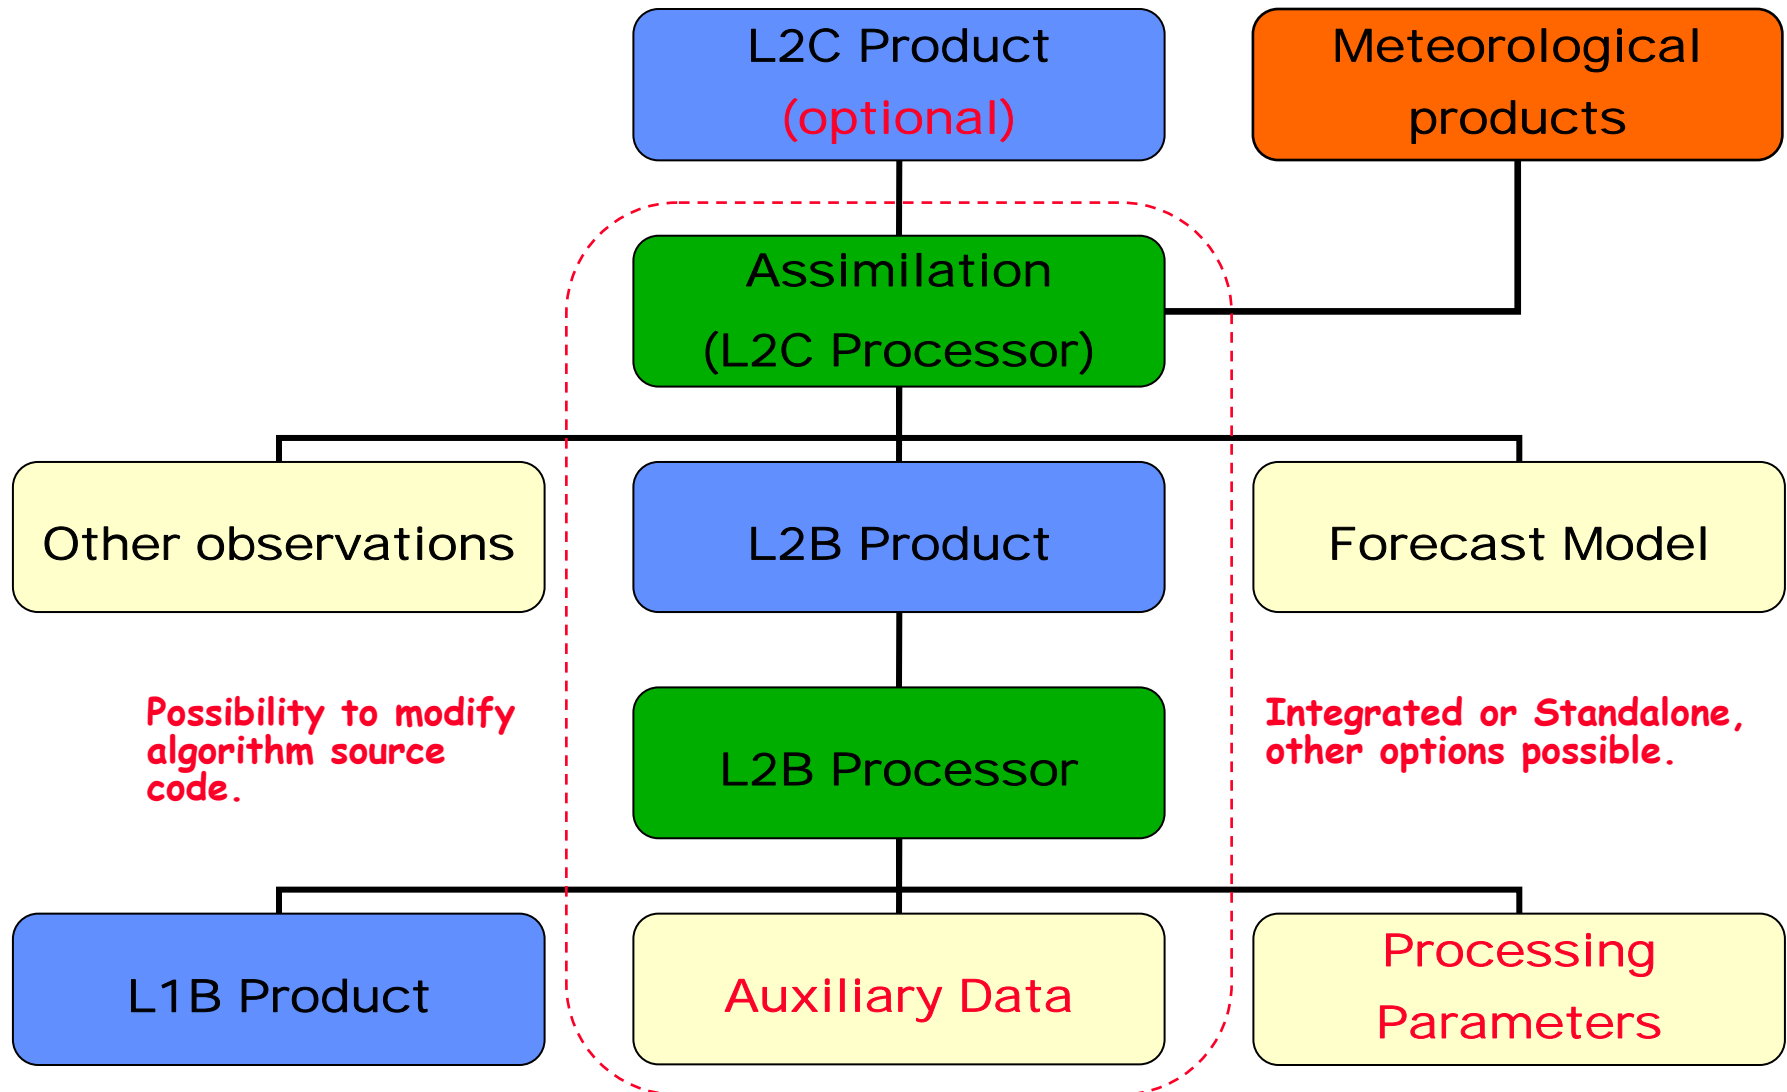 L2C Product
(optional)
Meteorological
products
Assimilation
(L2C Processor)
Other observations
L2B Product
Forecast Model
Possibility to modify
algorithm source
code.
L2B Processor
Integrated or Standalone,
other options possible.
L1B Product
Auxiliary Data
Processing
Parameters